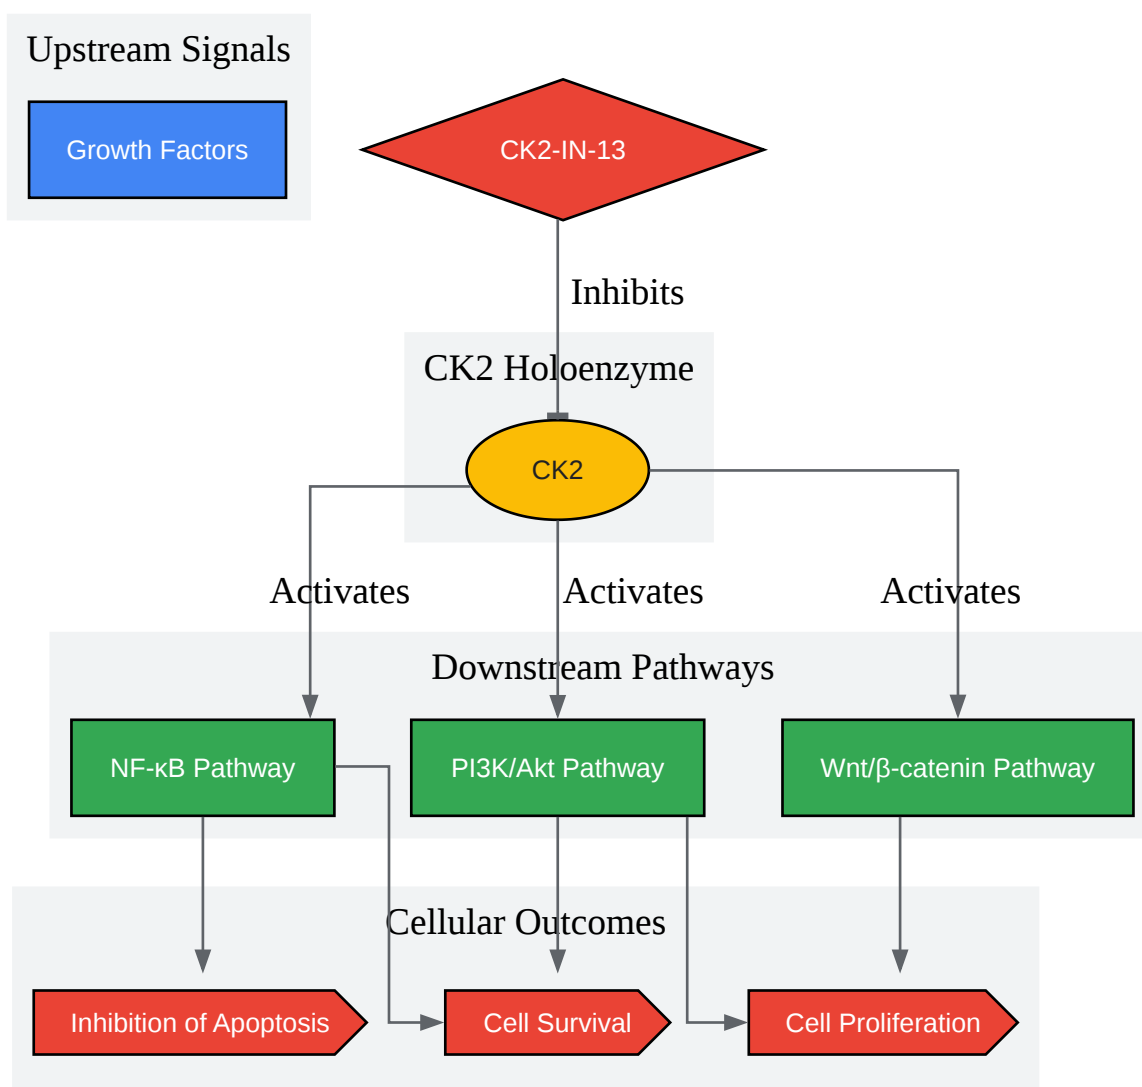 Upstream Signals
Growth Factors
CK2-IN-13
Inhibits
CK2 Holoenzyme
CK2
Activates
Activates
Activates
Downstream Pathways
NF-κB Pathway
PI3K/Akt Pathway
Wnt/β-catenin Pathway
Cellular Outcomes
Inhibition of Apoptosis
Cell Survival
Cell Proliferation